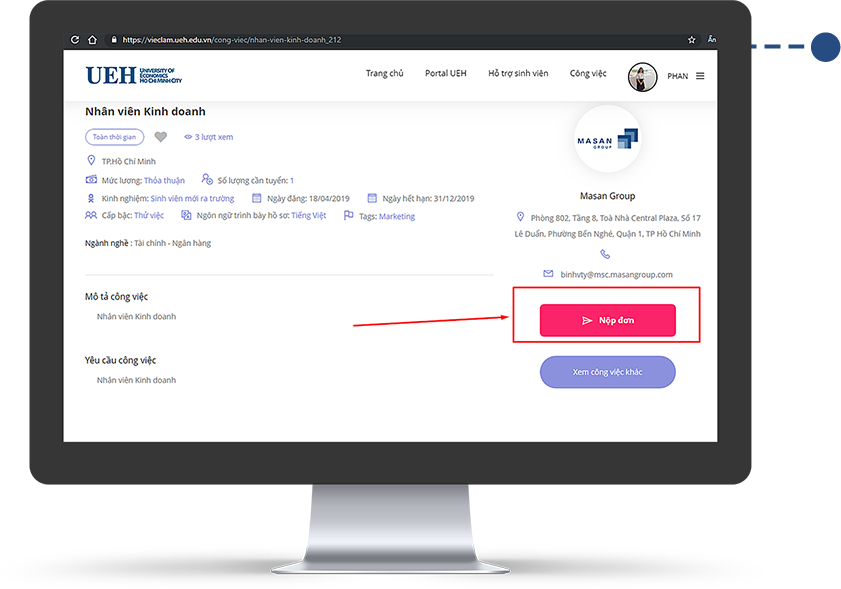 https://vieclam.ueh.edu.vn/cong-viec/nhan-vien-kinh-doanh_212
Ẩn
UEH UNIVERSITY OF
ECONOMICS
HO CHI MINH CITY
Trang chủ Portal UEH Hỗ trợ sinh viên Công việc PHAN
Nhân viên Kinh doanh
Toàn thời gian 3 lượt xem
TP.Hồ Chí Minh
Mức lương: Thỏa thuận Số lượng cần tuyển: 1
Kinh nghiệm: Sinh viên mới ra trường Ngày đăng: 18/04/2019 Ngày hết hạn: 31/12/2019
Cấp bậc: Thử việc Ngôn ngữ trình bày hồ sơ: Tiếng Việt Tags: Marketing
Ngành nghề : Tài chính - Ngân hàng
Mô tả công việc
Nhân viên Kinh doanh
Yêu cầu công việc
Nhân viên Kinh doanh
MASAN
GROUP
Masan Group
Phòng 802, Tầng 8, Toà Nhà Central Plaza, Số 17
Lê Duẩn, Phường Bến Nghé, Quận 1, TP Hồ Chí Minh
binhvty@msc.masangroup.com
Nộp đơn
Xem công việc khác